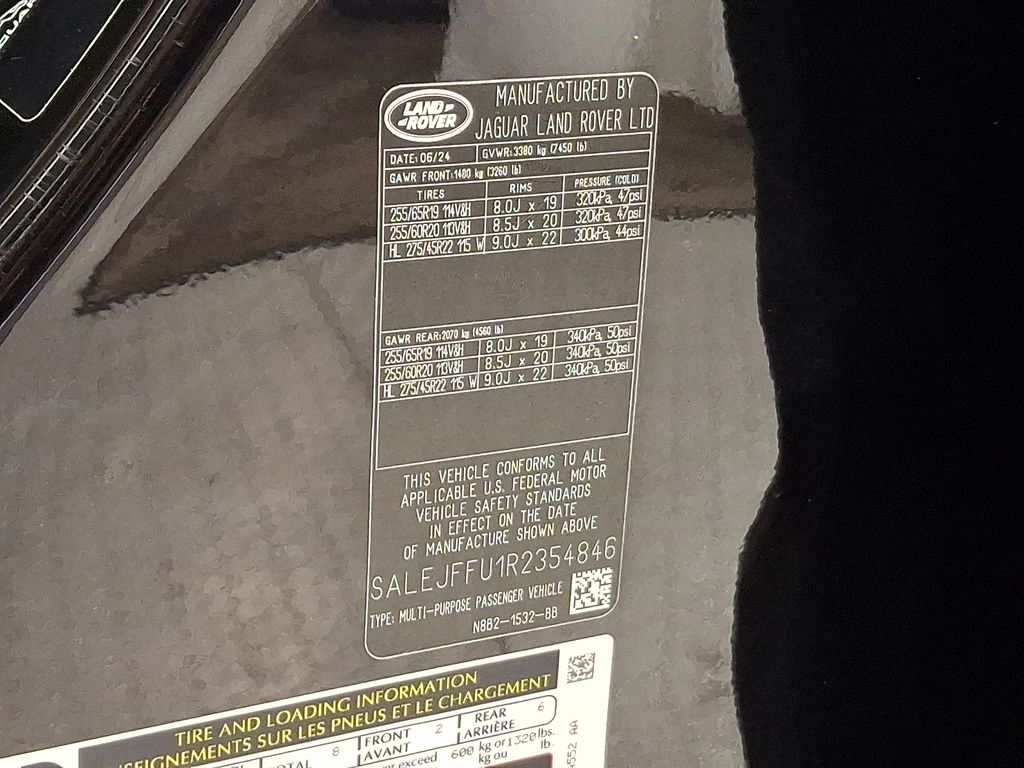 LAND
ROVER
MANUFACTURED BY
JAGUAR LAND ROVER LTD
DATE: 06/24 GVWR: 3380 kg (7450 lb)
GAWR FRONT: 1480 kg (3260 lb)
TIRES RIMS PRESSURE (COLD)
255/65R19 114V&H 8.0J x 19 320kPa, 47psi
255/60R20 113V&H 8.5J x 20 320kPa, 47psi
HL 275/45R22 115 W 9.0J x 22 300kPa, 44psi
GAWR REAR: 2070 kg (4560 lb)
255/65R19 114V&H 8.0J x 19 340kPa, 50psi
255/60R20 113V&H 8.5J x 20 340kPa, 50psi
HL 275/45R22 115 W 9.0J x 22 340kPa, 50psi
THIS VEHICLE CONFORMS TO ALL
APPLICABLE U.S. FEDERAL MOTOR
VEHICLE SAFETY STANDARDS
IN EFFECT ON THE DATE
OF MANUFACTURE SHOWN ABOVE
SALEJFFU1R2354846
TYPE: MULTI-PURPOSE PASSENGER VEHICLE
N8B2-1532-BB
TIRE AND LOADING INFORMATION
SEIGNEMENTS SUR LES PNEUS ET LE CHARGEMENT
8 FRONT 2 REAR 6
AVANT ARRIÈRE
exceed 600 kg or 1320 lbs.
kg ou lb.